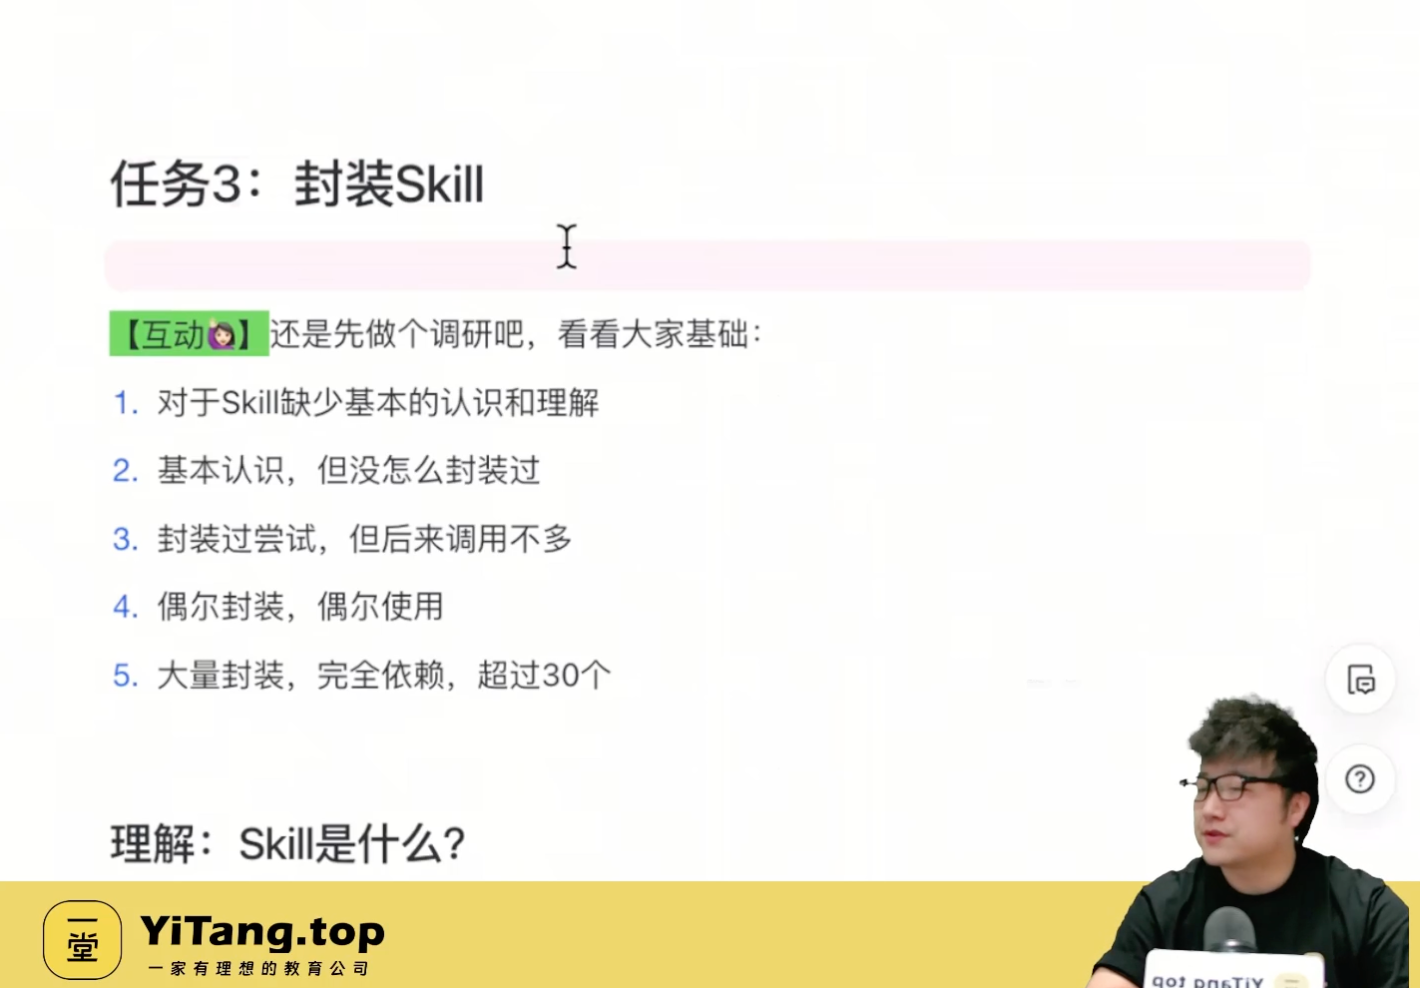 任务3：封装Skill
【互动🙋🏻‍♀️】还是先做个调研吧，看看大家基础：
1. 对于Skill缺少基本的认识和理解
2. 基本认识，但没怎么封装过
3. 封装过尝试，但后来调用不多
4. 偶尔封装，偶尔使用
5. 大量封装，完全依赖，超过30个
理解：Skill是什么？
一堂
YiTang.top
一家有理想的教育公司
YiTang.top